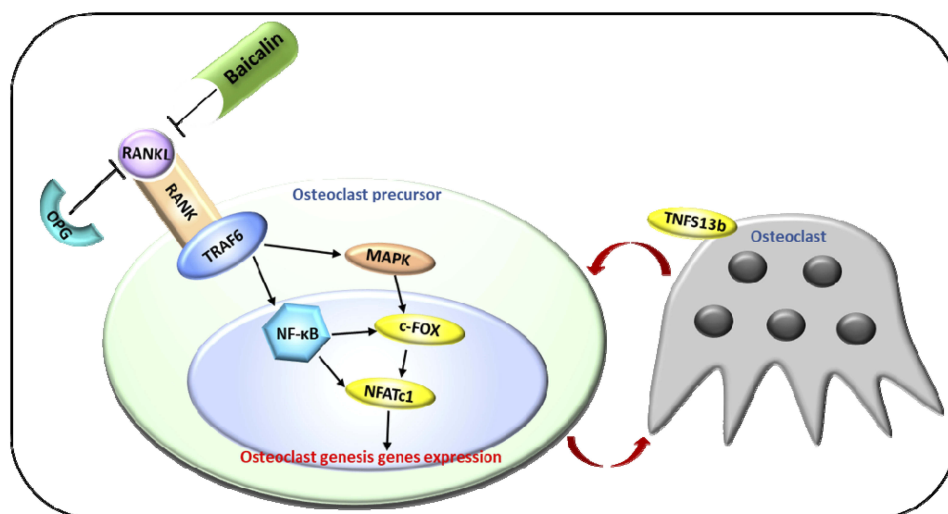 Baicalin
RANKL
RANK
OPG
TRAF6
Osteoclast precursor
MAPK
NF-κB
c-FOX
NFATc1
Osteoclast genesis genes expression
TNFS13b
Osteoclast